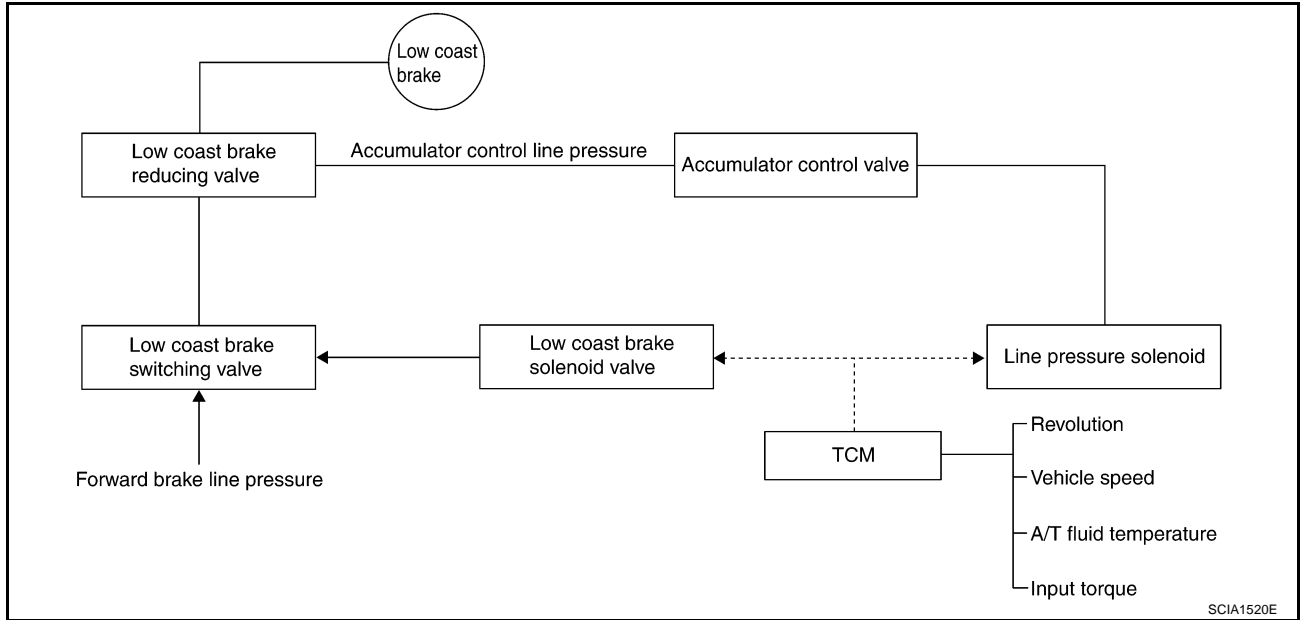 Low coast
brake
Low coast brake
reducing valve
Accumulator control line pressure
Accumulator control valve
Low coast brake
switching valve
Low coast brake
solenoid valve
Line pressure solenoid
Forward brake line pressure
TCM
Revolution
Vehicle speed
A/T fluid temperature
Input torque
SCIA1520E